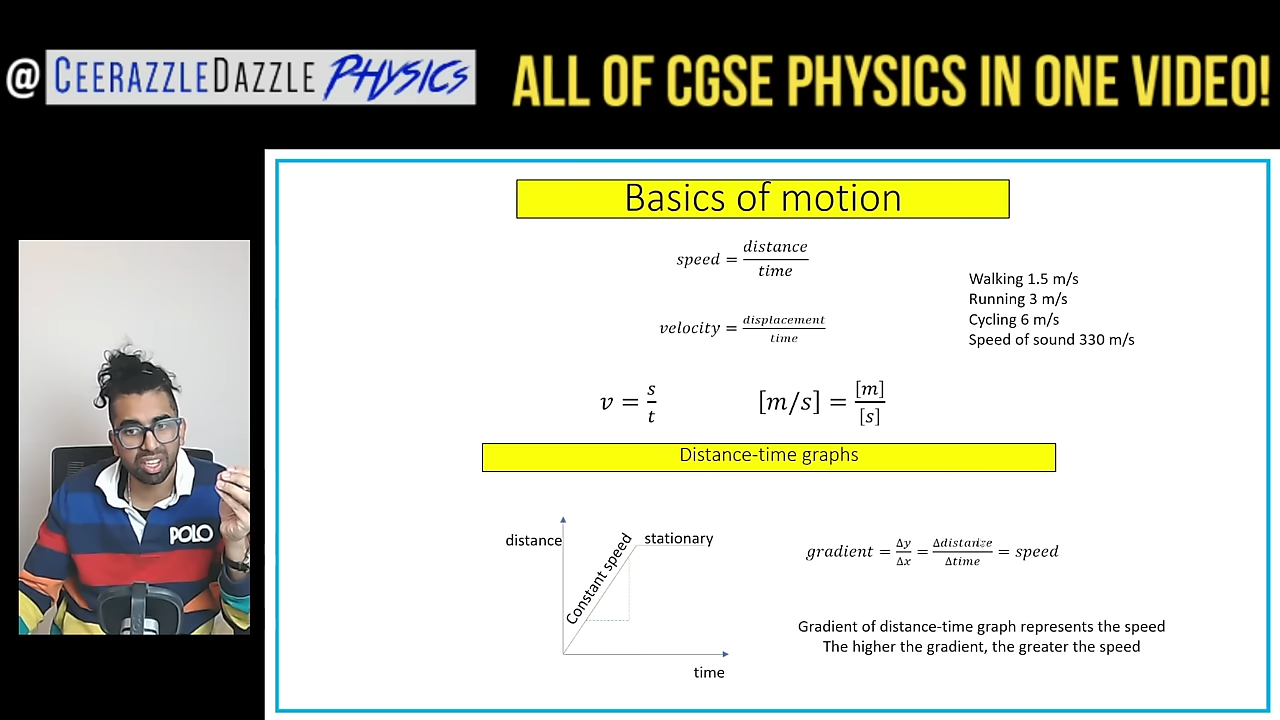 @ CEERAZZLEDAZZLE PHYSICS
ALL OF CGSE PHYSICS IN ONE VIDEO!
Basics of motion
speed = distance/time
Walking 1.5 m/s
Running 3 m/s
Cycling 6 m/s
Speed of sound 330 m/s
velocity = displacement/time
v = s/t
[m/s] = [m]/[s]
Distance-time graphs
POLO
distance
Constant speed
stationary
time
gradient = Δy/Δx = Δdistance/Δtime = speed
Gradient of distance-time graph represents the speed
The higher the gradient, the greater the speed